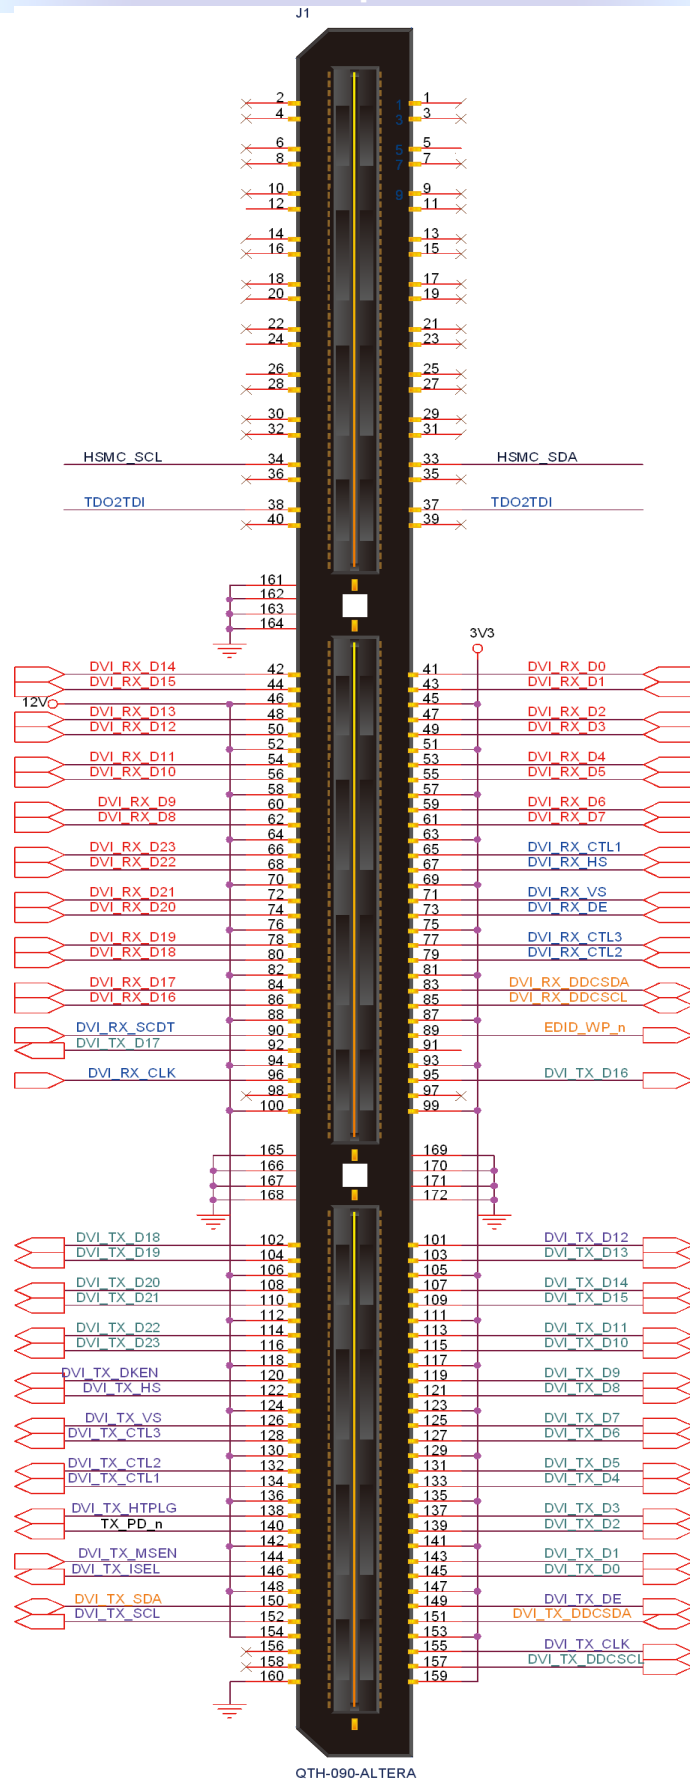 J1
2 1 1
4 3 3
6 5 5
8 7 7
10 9 9
12 11
14 13
16 15
18 17
20 19
22 21
24 23
26 25
28 27
30 29
32 31
HSMC_SCL 34 33 HSMC_SDA
36 35
TDO2TDI 38 37 TDO2TDI
40 39
161
162
163
164
3V3
DVI_RX_D14 42 41 DVI_RX_D0
DVI_RX_D15 44 43 DVI_RX_D1
12V 46 45
DVI_RX_D13 48 47 DVI_RX_D2
DVI_RX_D12 50 49 DVI_RX_D3
52 51
DVI_RX_D11 54 53 DVI_RX_D4
DVI_RX_D10 56 55 DVI_RX_D5
58 57
DVI_RX_D9 60 59 DVI_RX_D6
DVI_RX_D8 62 61 DVI_RX_D7
64 63
DVI_RX_D23 66 65 DVI_RX_CTL1
DVI_RX_D22 68 67 DVI_RX_HS
70 69
DVI_RX_D21 72 71 DVI_RX_VS
DVI_RX_D20 74 73 DVI_RX_DE
76 75
DVI_RX_D19 78 77 DVI_RX_CTL3
DVI_RX_D18 80 79 DVI_RX_CTL2
82 81
DVI_RX_D17 84 83 DVI_RX_DDCSDA
DVI_RX_D16 86 85 DVI_RX_DDCSCL
88 87
DVI_RX_SCDT 90 89 EDID_WP_n
DVI_TX_D17 92 91
94 93
DVI_RX_CLK 96 95 DVI_TX_D16
98 97
100 99
165 169
166 170
167 171
168 172
DVI_TX_D18 102 101 DVI_TX_D12
DVI_TX_D19 104 103 DVI_TX_D13
106 105
DVI_TX_D20 108 107 DVI_TX_D14
DVI_TX_D21 110 109 DVI_TX_D15
112 111
DVI_TX_D22 114 113 DVI_TX_D11
DVI_TX_D23 116 115 DVI_TX_D10
118 117
DVI_TX_DKEN 120 119 DVI_TX_D9
DVI_TX_HS 122 121 DVI_TX_D8
124 123
DVI_TX_VS 126 125 DVI_TX_D7
DVI_TX_CTL3 128 127 DVI_TX_D6
130 129
DVI_TX_CTL2 132 131 DVI_TX_D5
DVI_TX_CTL1 134 133 DVI_TX_D4
136 135
DVI_TX_HTPLG 138 137 DVI_TX_D3
TX_PD_n 140 139 DVI_TX_D2
142 141
DVI_TX_MSEN 144 143 DVI_TX_D1
DVI_TX_ISEL 146 145 DVI_TX_D0
148 147
DVI_TX_SDA 150 149 DVI_TX_DE
DVI_TX_SCL 152 151 DVI_TX_DDCSDA
154 153
156 155 DVI_TX_CLK
158 157 DVI_TX_DDCSCL
160 159
QTH-090-ALTERA